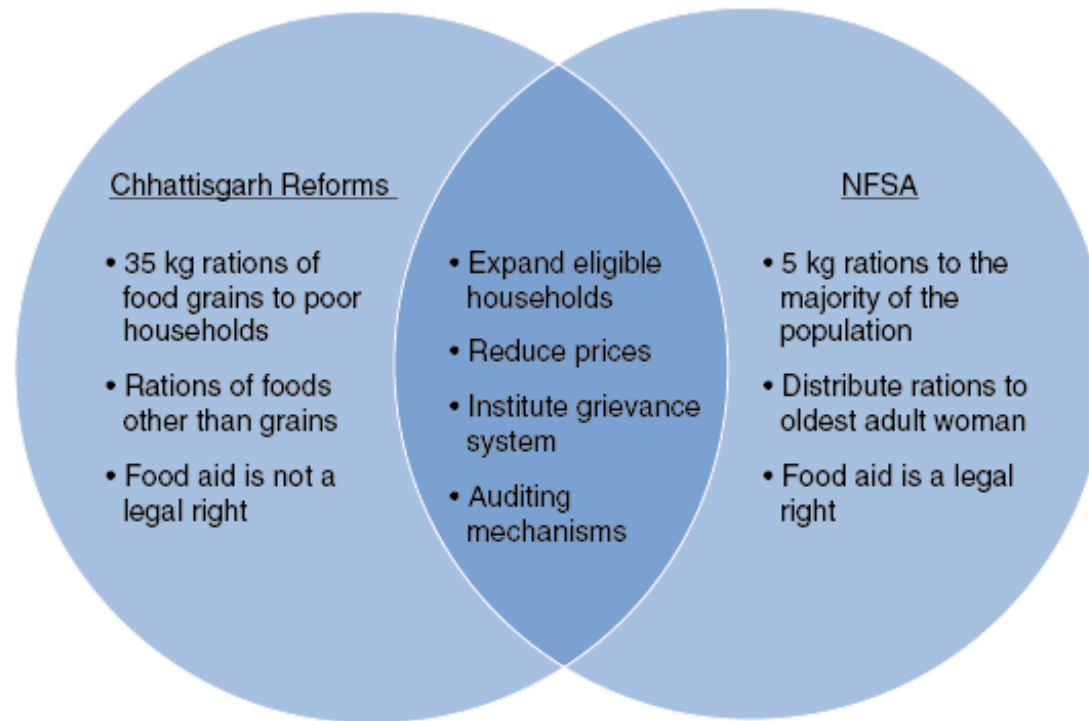 Chhattisgarh Reforms
• 35 kg rations of
food grains to poor
households
• Rations of foods
other than grains
• Food aid is not a
legal right
• Expand eligible
households
• Reduce prices
• Institute grievance
system
• Auditing
mechanisms
NFSA
• 5 kg rations to the
majority of the
population
• Distribute rations to
oldest adult woman
• Food aid is a legal
right